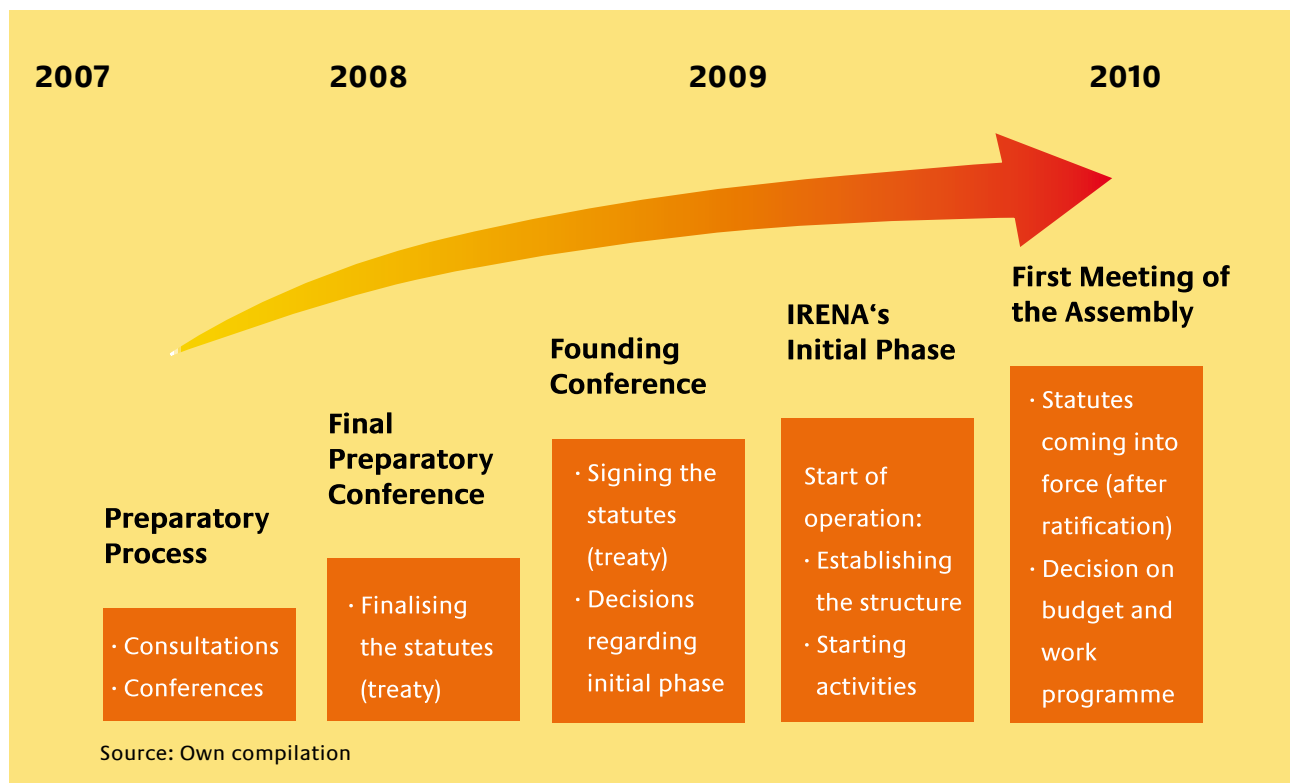 2007
2008
2009
2010
Preparatory
Process
· Consultations
· Conferences
Final
Preparatory
Conference
· Finalising
the statutes
(treaty)
Founding
Conference
· Signing the
statutes
(treaty)
· Decisions
regarding
initial phase
IRENA‘s
Initial Phase
Start of
operation:
· Establishing
the structure
· Starting
activities
First Meeting of
the Assembly
· Statutes
coming into
force (after
ratification)
· Decision on
budget and
work
programme
Source: Own compilation